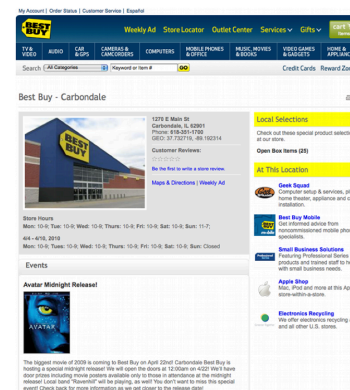 My Account | Order Status | Customer Service | Español
BEST BUY
Weekly Ad Store Locator Outlet Center Services Gifts cart
Items
TV & VIDEO
AUDIO
CAR & GPS
CAMERAS & CAMCORDERS
COMPUTERS
MOBILE PHONES & OFFICE
MUSIC, MOVIES & BOOKS
VIDEO GAMES & GADGETS
HOME & APPLIANC
Search All Categories Keyword or Item # GO Credit Cards Reward Zon
Best Buy - Carbondale
BEST BUY
1270 E Main St
Carbondale, IL 62901
Phone: 618-351-1700
GEO: 37.732719, -89.192314
Customer Reviews:
Be the first to write a review.
Maps & Directions | Weekly Ad
Store Hours
Mon: 10-9; Tue: 10-9; Wed: 10-9; Thurs: 10-9; Fri: 10-9; Sat: 10-9; Sun: 11-7;
4/4 - 4/10, 2010
Mon: 10-9; Tue: 10-9; Wed: 10-9; Thurs: 10-9; Fri: 10-9; Sat: 10-9; Sun: Closed
Events
Avatar Midnight Release!
AVATAR
The biggest movie of 2009 is coming to Best Buy on April 22nd! Carbondale Best Buy is
hosting a special midnight release! We will open the doors at 12:00am on 4/22! We'll have
door prizes including movie posters available only to those in attendance at the midnight
release! Local band "Ravenhill" will be playing, as well! You don't want to miss this special
event! Check back for more information as we get closer to the release date!
Local Selections
Check out these special product selectio
at our store.
Open Box Items (25)
At This Location
Geek Squad
Computer setup & services, pl
home theater, appliance and c
installation.
Best Buy Mobile
Get informed advice from
noncommissioned mobile phon
specialists.
Small Business Solutions
Featuring Professional Series
products and trained staff to h
with small business needs.
Apple Shop
Mac, iPod and more at this Ap
store-within-a-store.
Electronics Recycling
We offer electronics recycling
and all other U.S. stores.